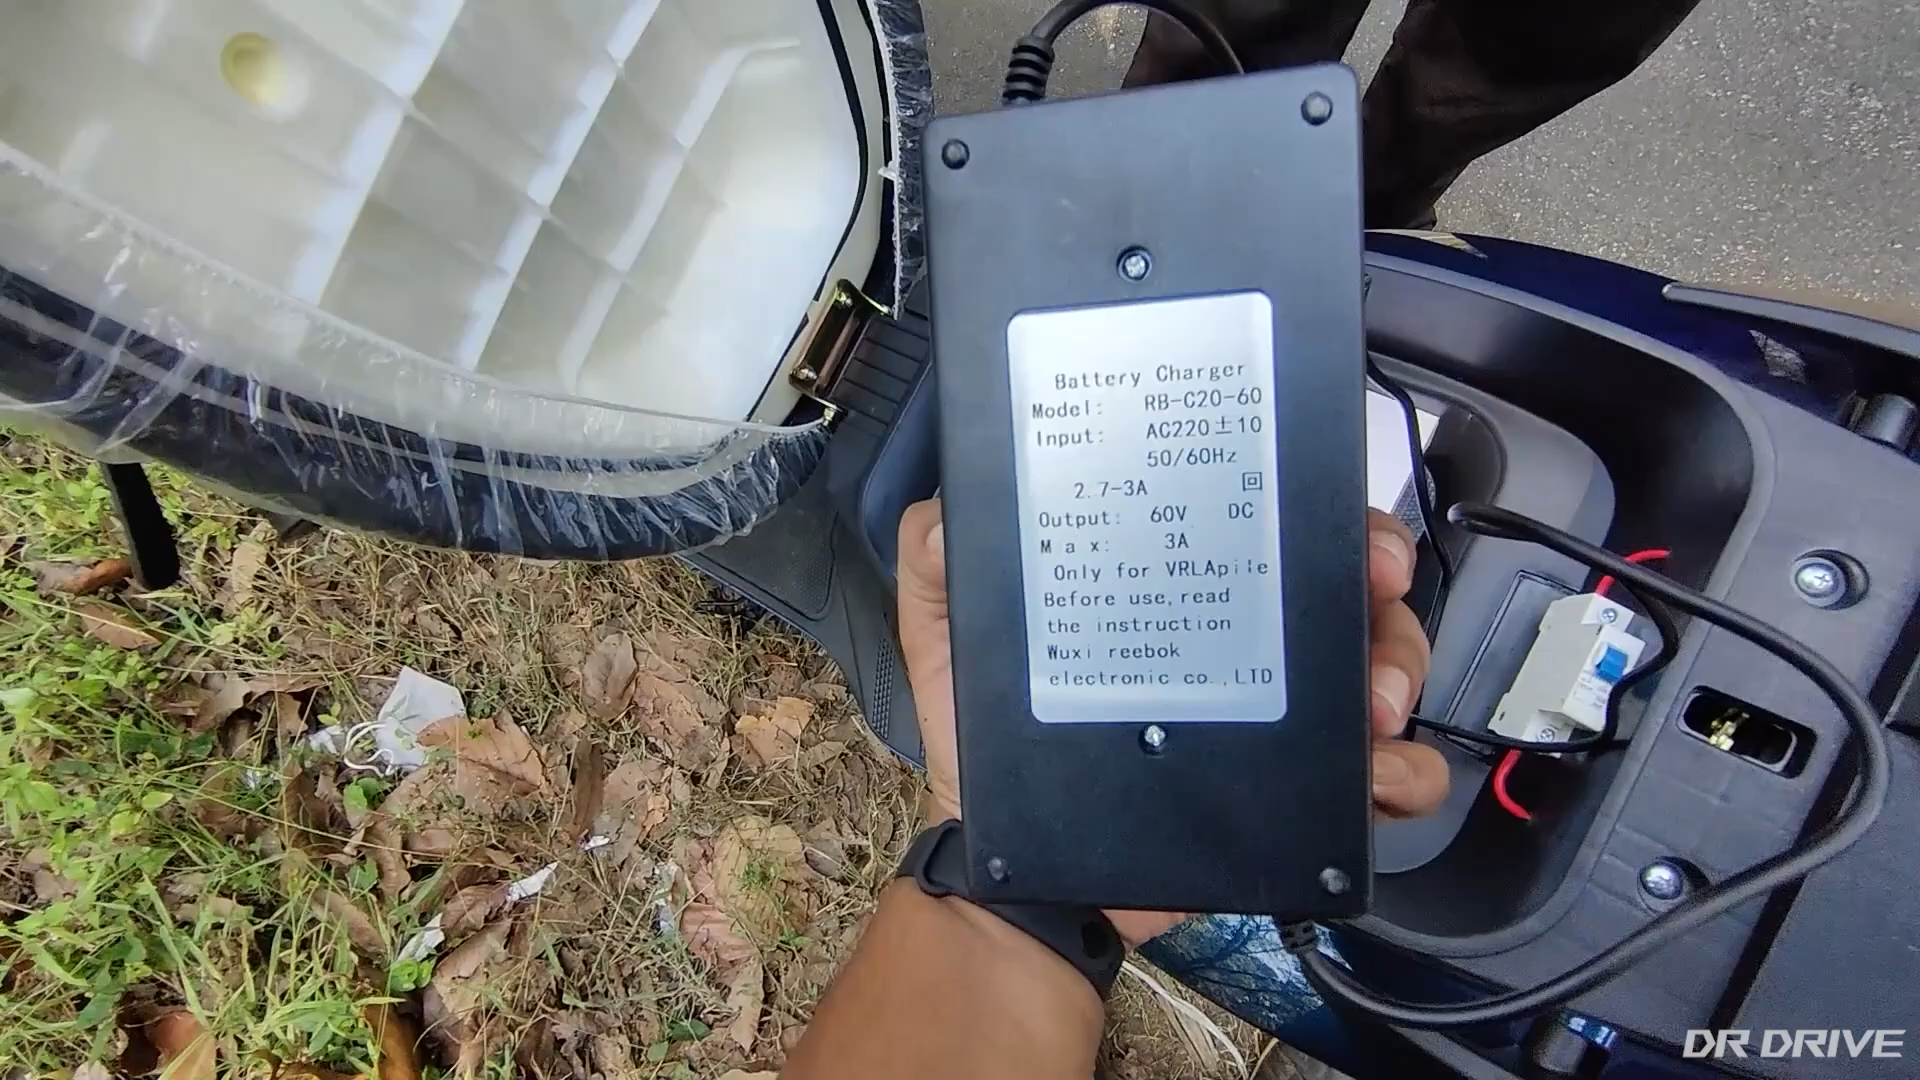 Battery Charger
Model: RB-C20-60
Input: AC220±10
50/60Hz
2.7-3A
Output: 60V DC
Max: 3A
Only for VRLApile
Before use,read
the instruction
Wuxi reebok
electronic co.,LTD
DR DRIVE